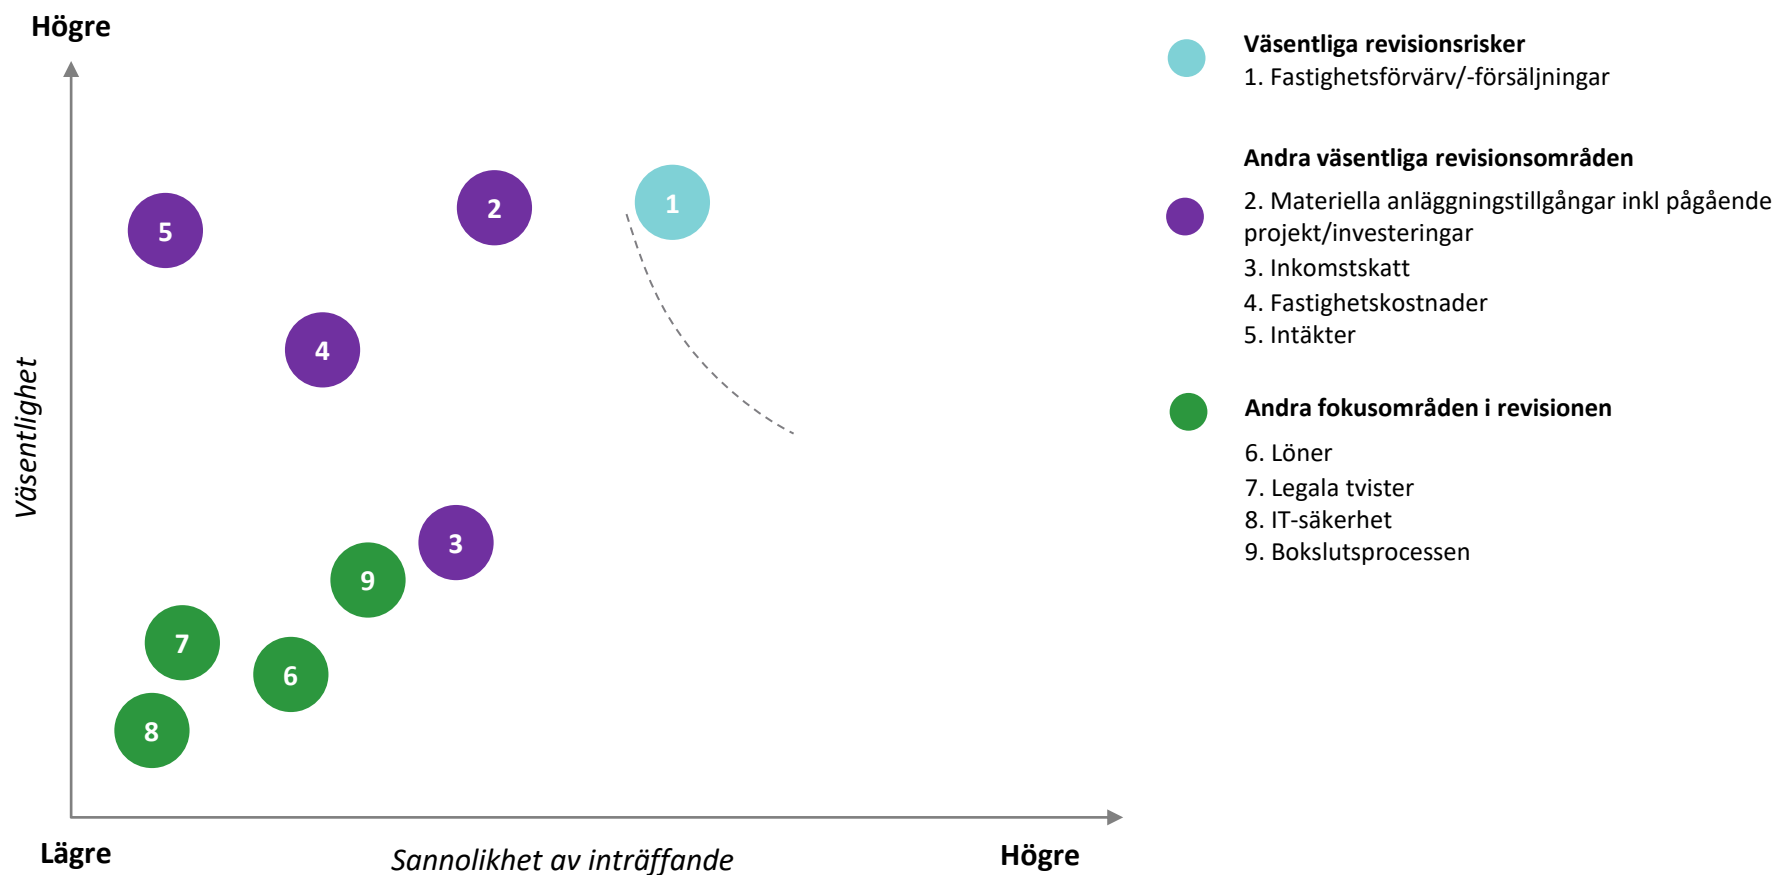 Högre
Väsentlighet
5
2
1
4
3
9
7
6
8
Lägre
Sannolikhet av inträffande
Högre
Väsentliga revisionsrisker
1. Fastighetsförvärv/-försäljningar
Andra väsentliga revisionsområden
2. Materiella anläggningstillgångar inkl pågående
projekt/investeringar
3. Inkomstskatt
4. Fastighetskostnader
5. Intäkter
Andra fokusområden i revisionen
6. Löner
7. Legala tvister
8. IT-säkerhet
9. Bokslutsprocessen